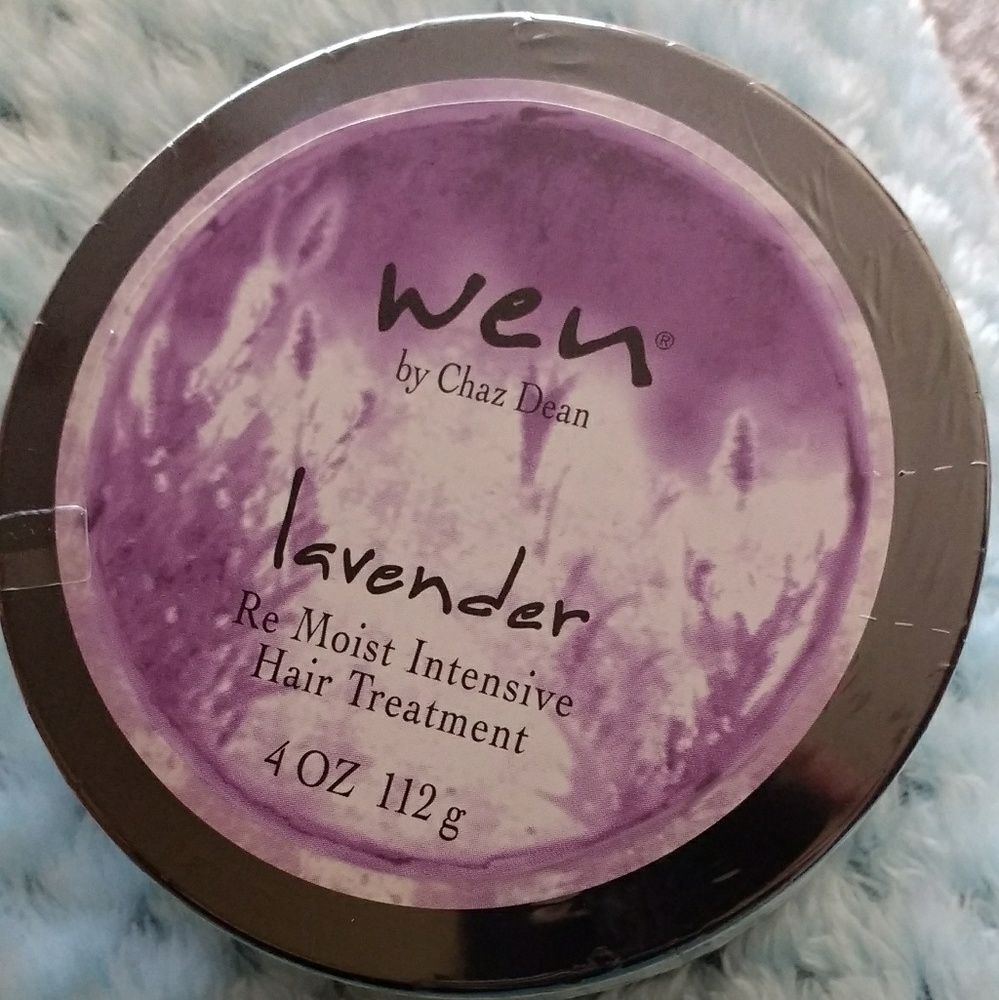 wen®
by Chaz Dean
lavender
Re Moist Intensive
Hair Treatment
4 OZ 112 g